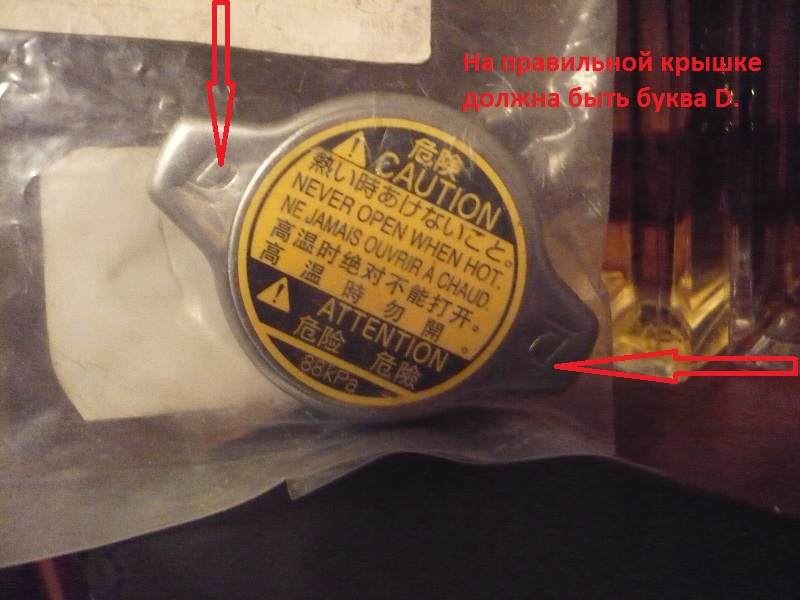 На правильной крышке
должна быть буква D.
D
危険
CAUTION
熱い時あけないこと。
NEVER OPEN WHEN HOT.
NE JAMAIS OUVRIR À CHAUD.
高温时绝对不能打开。
高温時勿開。
ATTENTION
危险 危險
88kPa
D